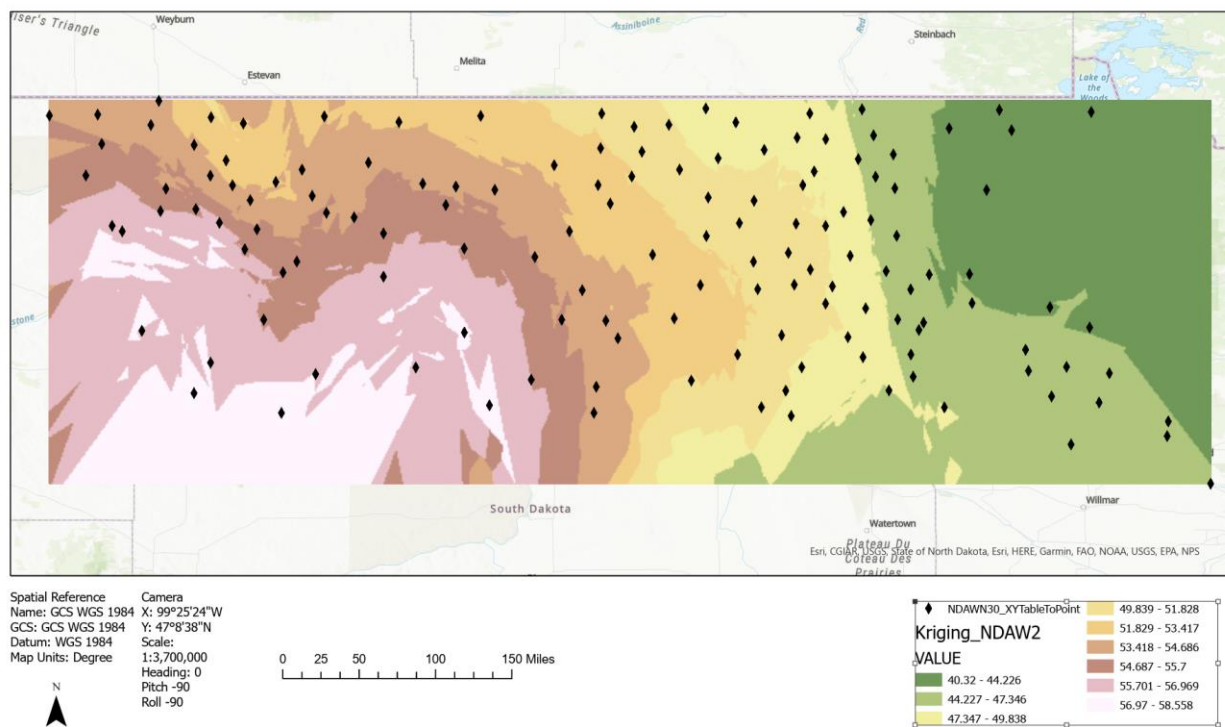 Weyburn
iser's Triangle
Assiniboine
Red
Steinbach
Estevan
Melita
Lake of
the
Woods
stone
South Dakota
Willmar
Watertown
Plateau Du
Coteau Des
Prairies
Esri, CGIAR, USGS, State of North Dakota, Esri, HERE, Garmin, FAO, NOAA, USGS, EPA, NPS
Spatial Reference
Name: GCS WGS 1984
GCS: GCS WGS 1984
Datum: WGS 1984
Map Units: Degree
Camera
X: 99°25'24"W
Y: 47°8'38"N
Scale:
1:3,700,000
Heading: 0
Pitch -90
Roll -90
N
0 25 50 100 150 Miles
NDAWN30_XYTableToPoint
Kriging_NDAW2
VALUE
40.32 - 44.226
44.227 - 47.346
47.347 - 49.838
49.839 - 51.828
51.829 - 53.417
53.418 - 54.686
54.687 - 55.7
55.701 - 56.969
56.97 - 58.558